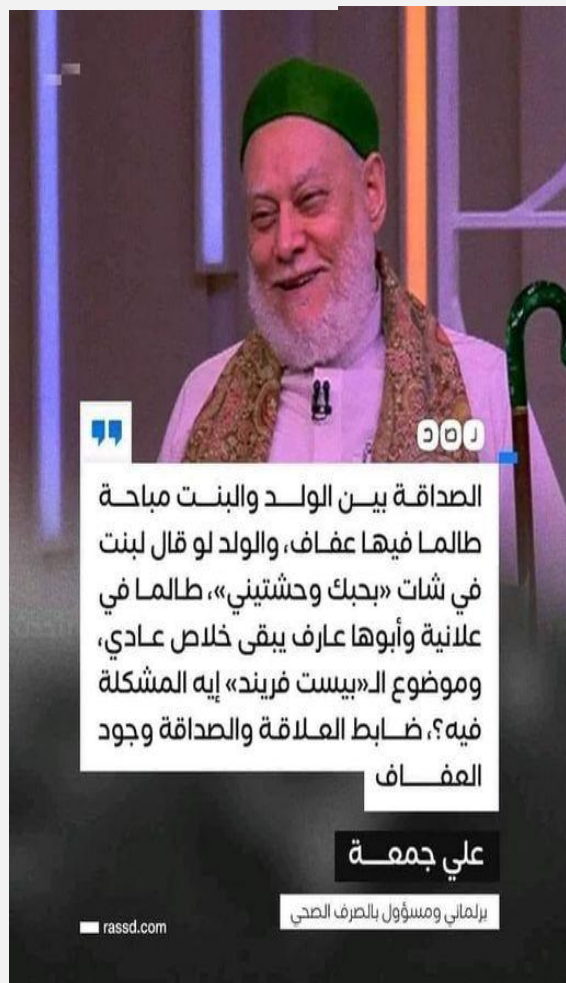 رصد
الصداقة بين الولد والبنت مباحة
طالما فيها عفاف، والولد لو قال لبنت
في شات «بحبك وحشتيني»، طالما في
علانية وأبوها عارف يبقى خلاص عادي،
وموضوع الـ«بيست فريند» إيه المشكلة
فيه؟، ضابط العلاقة والصداقة وجود
العفاف
علي جمعة
برلماني ومسؤول بالصرف الصحي
rassd.com